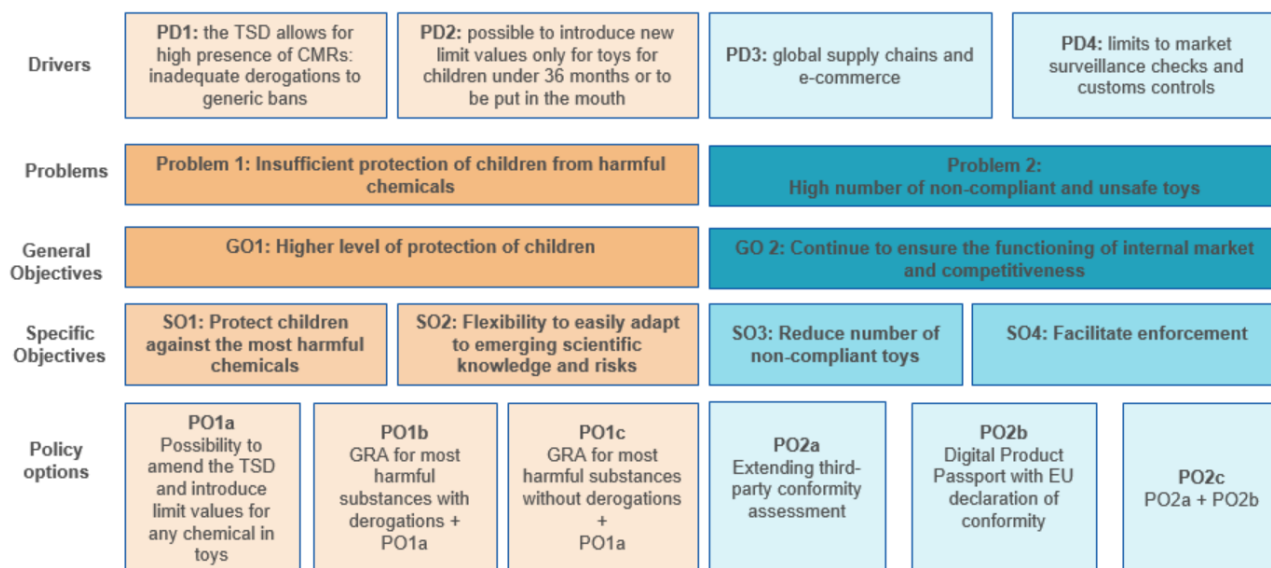 Drivers
PD1: the TSD allows for
high presence of CMRs:
inadequate derogations to
generic bans
PD2: possible to introduce new
limit values only for toys for
children under 36 months or to
be put in the mouth
PD3: global supply chains and
e-commerce
PD4: limits to market
surveillance checks and
customs controls
Problems
Problem 1: Insufficient protection of children from harmful
chemicals
Problem 2:
High number of non-compliant and unsafe toys
General
Objectives
GO1: Higher level of protection of children
GO 2: Continue to ensure the functioning of internal market
and competitiveness
Specific
Objectives
SO1: Protect children
against the most harmful
chemicals
SO2: Flexibility to easily adapt
to emerging scientific
knowledge and risks
SO3: Reduce number of
non-compliant toys
SO4: Facilitate enforcement
Policy
options
PO1a
Possibility to
amend the TSD
and introduce
limit values for
any chemical in
toys
PO1b
GRA for most
harmful
substances with
derogations +
PO1a
PO1c
GRA for most
harmful substances
without derogations
+
PO1a
PO2a
Extending third-
party conformity
assessment
PO2b
Digital Product
Passport with EU
declaration of
conformity
PO2c
PO2a + PO2b